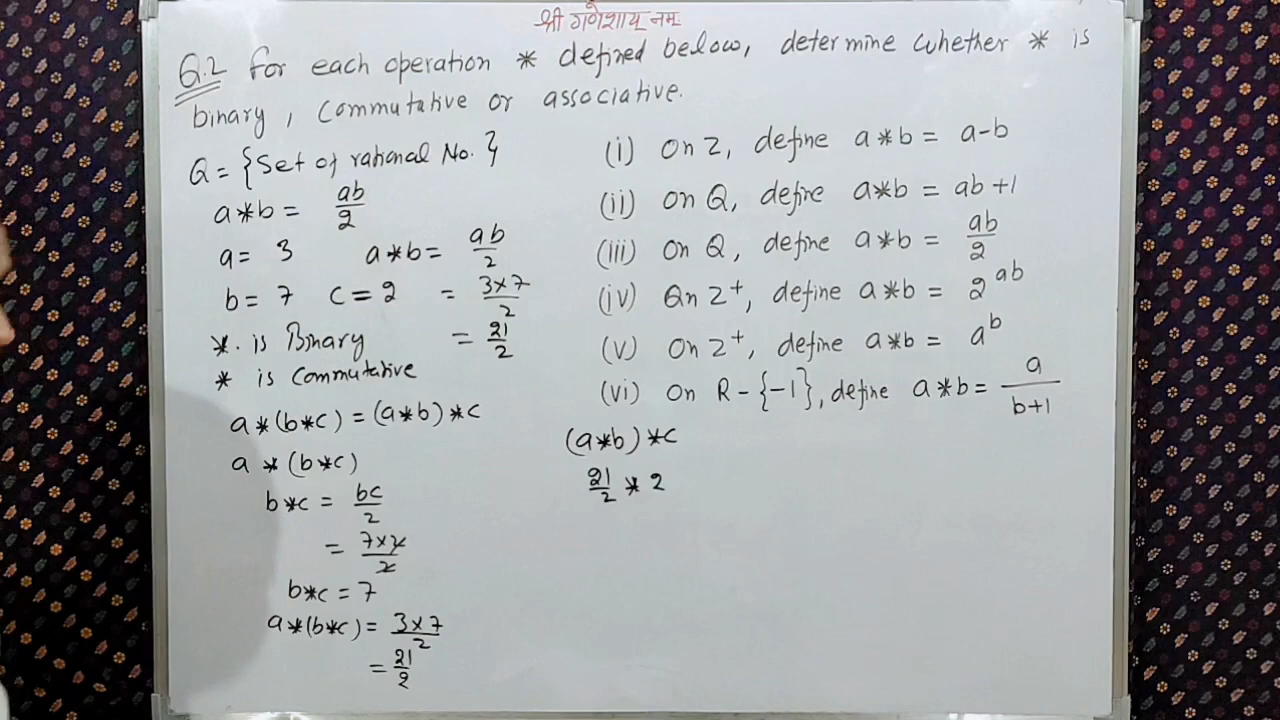 श्री गणेशाय नमः
Q.2 For each operation * defined below, determine whether * is
binary, Commutative or associative.
Q = {Set of rational No.}
a*b = ab/2
a = 3 a*b = ab/2
b = 7 c = 2 = 3×7/2
*. is Binary = 21/2
* is Commutative
a*(b*c) = (a*b)*c
a*(b*c)
b*c = bc/2
= 7×2/2
b*c = 7
a*(b*c) = 3×7/2
= 21/2
(i) On Z, define a*b = a-b
(ii) on Q, define a*b = ab+1
(iii) On Q, define a*b = ab/2
(iv) On Z⁺, define a*b = 2^ab
(v) On Z⁺, define a*b = a^b
(vi) On R-{-1}, define a*b = a/b+1
(a*b)*c
21/2 * 2